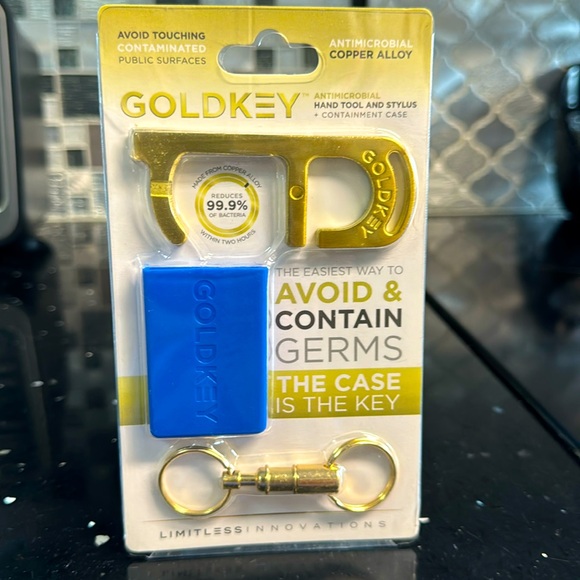 AVOID TOUCHING
CONTAMINATED
PUBLIC SURFACES
ANTIMICROBIAL
COPPER ALLOY
GOLDKEY™
ANTIMICROBIAL
HAND TOOL AND STYLUS
+ CONTAINMENT CASE
GOLDKEY
MADE FROM COPPER ALLOY
REDUCES
99.9%
OF BACTERIA
WITHIN TWO HOURS
GOLDKEY
THE EASIEST WAY TO
AVOID &
CONTAIN
GERMS
THE CASE
IS THE KEY
LIMITLESSINNOVATIONS